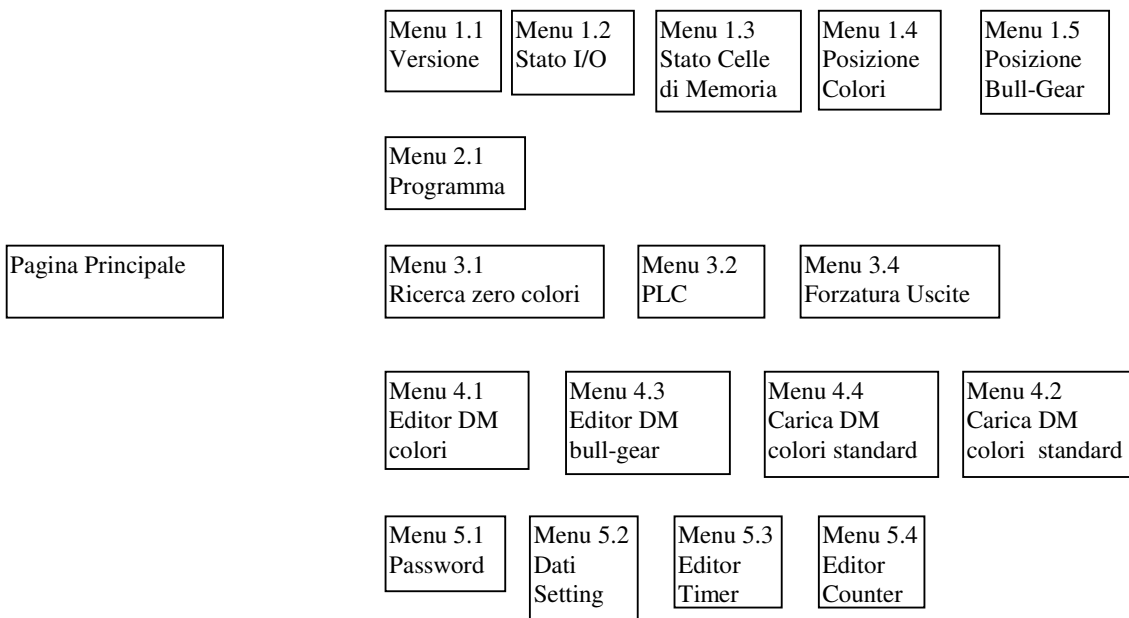 Menu 1.1
Versione
Menu 1.2
Stato I/O
Menu 1.3
Stato Celle
di Memoria
Menu 1.4
Posizione
Colori
Menu 1.5
Posizione
Bull-Gear
Menu 2.1
Programma
Pagina Principale
Menu 3.1
Ricerca zero colori
Menu 3.2
PLC
Menu 3.4
Forzatura Uscite
Menu 4.1
Editor DM
colori
Menu 4.3
Editor DM
bull-gear
Menu 4.4
Carica DM
colori standard
Menu 4.2
Carica DM
colori  standard
Menu 5.1
Password
Menu 5.2
Dati
Setting
Menu 5.3
Editor
Timer
Menu 5.4
Editor
Counter